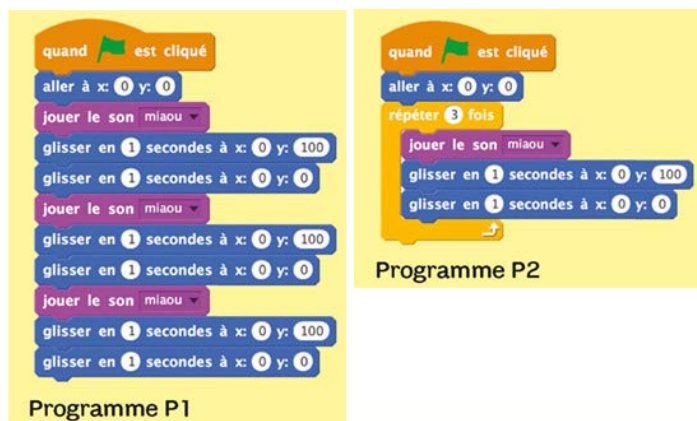 quand est cliqué
aller à x: 0 y: 0
jouer le son miaou
glisser en 1 secondes à x: 0 y: 100
glisser en 1 secondes à x: 0 y: 0
jouer le son miaou
glisser en 1 secondes à x: 0 y: 100
glisser en 1 secondes à x: 0 y: 0
jouer le son miaou
glisser en 1 secondes à x: 0 y: 100
glisser en 1 secondes à x: 0 y: 0
Programme P1
quand est cliqué
aller à x: 0 y: 0
répéter 3 fois
jouer le son miaou
glisser en 1 secondes à x: 0 y: 100
glisser en 1 secondes à x: 0 y: 0
Programme P2